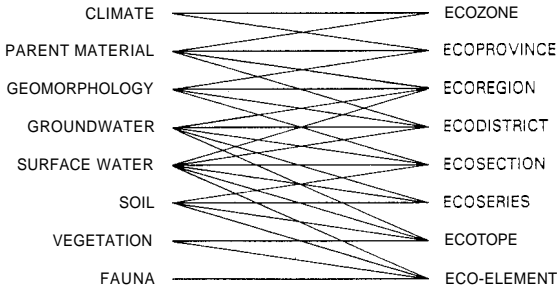 CLIMATE ECOZONE
PARENT MATERIAL ECOPROVINCE
GEOMORPHOLOGY ECOREGION
GROUNDWATER ECODISTRICT
SURFACE WATER ECOSECTION
SOIL ECOSERIES
VEGETATION ECOTOPE
FAUNA ECO-ELEMENT